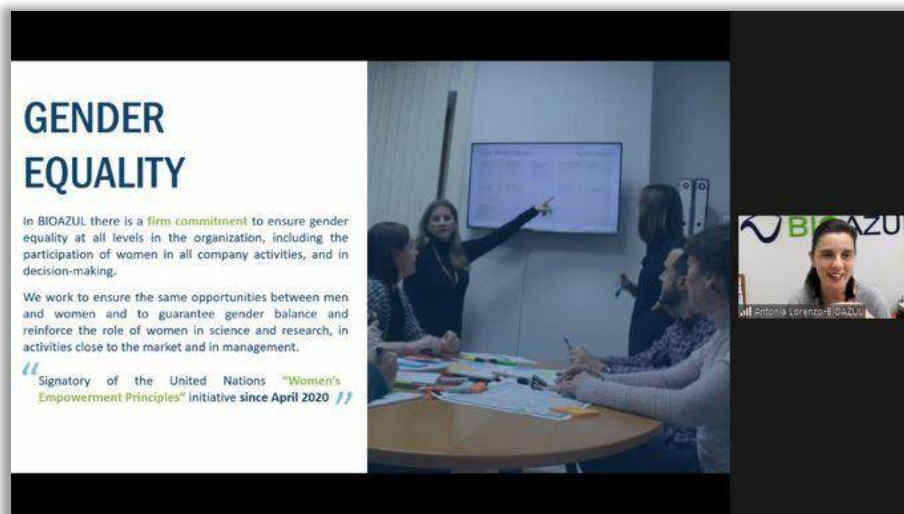 GENDER
EQUALITY
In BIOAZUL there is a firm commitment to ensure gender
equality at all levels in the organization, including the
participation of women in all company activities, and in
decision-making.
We work to ensure the same opportunities between men
and women and to guarantee gender balance and
reinforce the role of women in science and research, in
activities close to the market and in management.
“Signatory of the United Nations “Women's
Empowerment Principles” initiative since April 2020 ”
BIOAZUL
Antonia Lorenzo-BIOAZUL